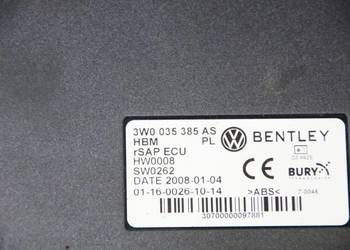 3W0 035 385 AS
HBM PL
BENTLEY
rSAP ECU
HW0008
SW0262
DATE 2008-01-04
01-16-0026-10-14 >ABS<
CE
BURY
30700000097881